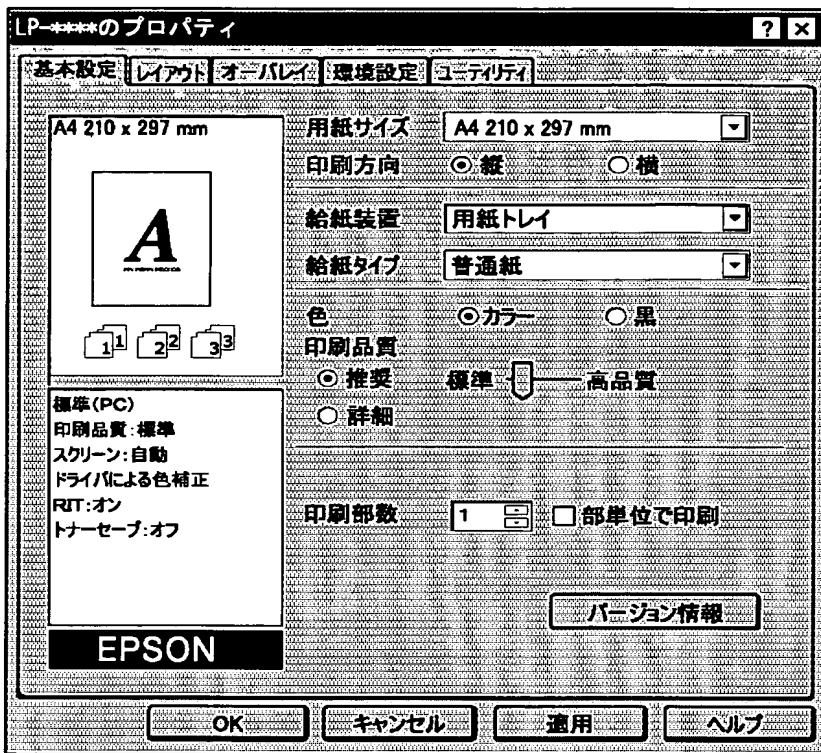 LP-****のプロパティ
基本設定 レイアウト オーバレイ 環境設定 ユーティリティ
A4 210 x 297 mm
A
1 1 2 2 3 3
標準(PC)
印刷品質:標準
スクリーン:自動
ドライバによる色補正
RIT:オン
トナーセーブ:オフ
EPSON
用紙サイズ A4 210 x 297 mm
印刷方向 縦 横
給紙装置 用紙トレイ
給紙タイプ 普通紙
色 カラー 黒
印刷品質
推奨 標準 高品質
詳細
印刷部数 1 部単位で印刷
バージョン情報
OK キャンセル 適用 ヘルプ